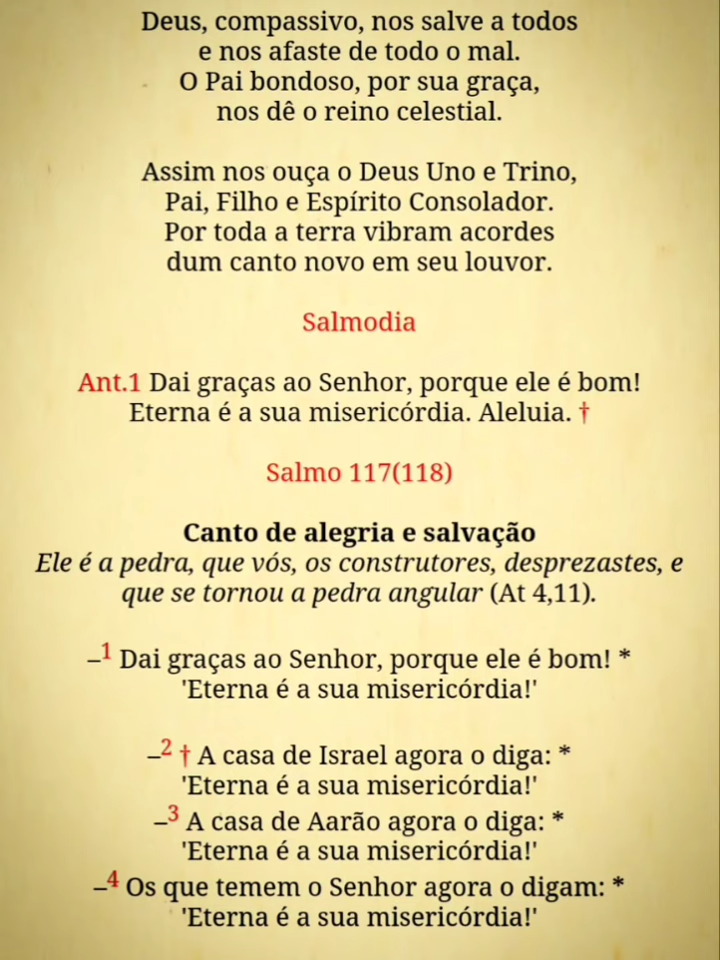 Deus, compassivo, nos salve a todos
e nos afaste de todo o mal.
O Pai bondoso, por sua graça,
nos dê o reino celestial.
Assim nos ouça o Deus Uno e Trino,
Pai, Filho e Espírito Consolador.
Por toda a terra vibram acordes
dum canto novo em seu louvor.
Salmodia
Ant.1 Dai graças ao Senhor, porque ele é bom!
Eterna é a sua misericórdia. Aleluia. †
Salmo 117(118)
Canto de alegria e salvação
Ele é a pedra, que vós, os construtores, desprezastes, e
que se tornou a pedra angular (At 4,11).
–1 Dai graças ao Senhor, porque ele é bom! *
'Eterna é a sua misericórdia!'
–2 † A casa de Israel agora o diga: *
'Eterna é a sua misericórdia!'
–3 A casa de Aarão agora o diga: *
'Eterna é a sua misericórdia!'
–4 Os que temem o Senhor agora o digam: *
'Eterna é a sua misericórdia!'